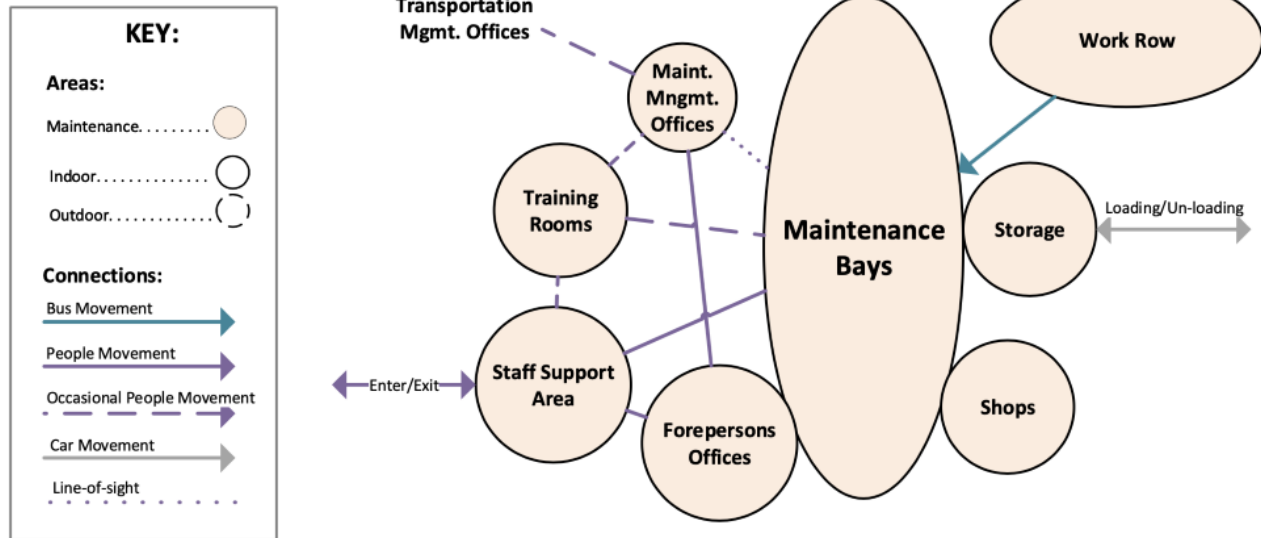 KEY:
Areas:
Maintenance.........
Indoor..............
Outdoor.............
Connections:
Bus Movement
People Movement
Occasional People Movement
Car Movement
Line-of-sight
Transportation
Mgmt. Offices
Maint.
Mngmt.
Offices
Work Row
Training
Rooms
Maintenance
Bays
Storage
Loading/Un-loading
Staff Support
Area
Enter/Exit
Forepersons
Offices
Shops